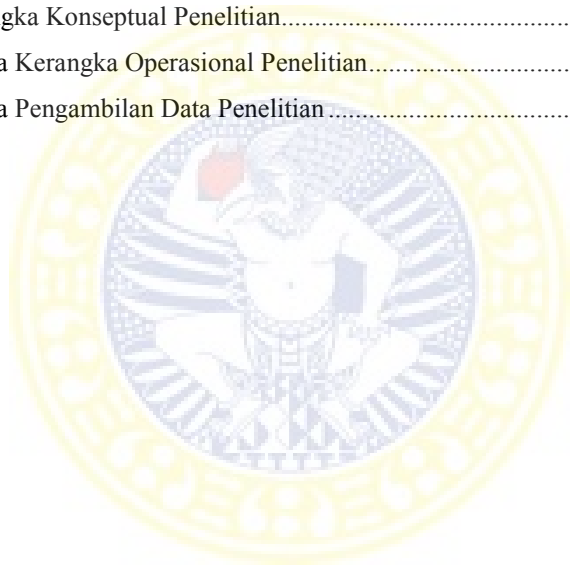 gka Konseptual Penelitian.......................................
a Kerangka Operasional Penelitian...........................
a Pengambilan Data Penelitian.................................